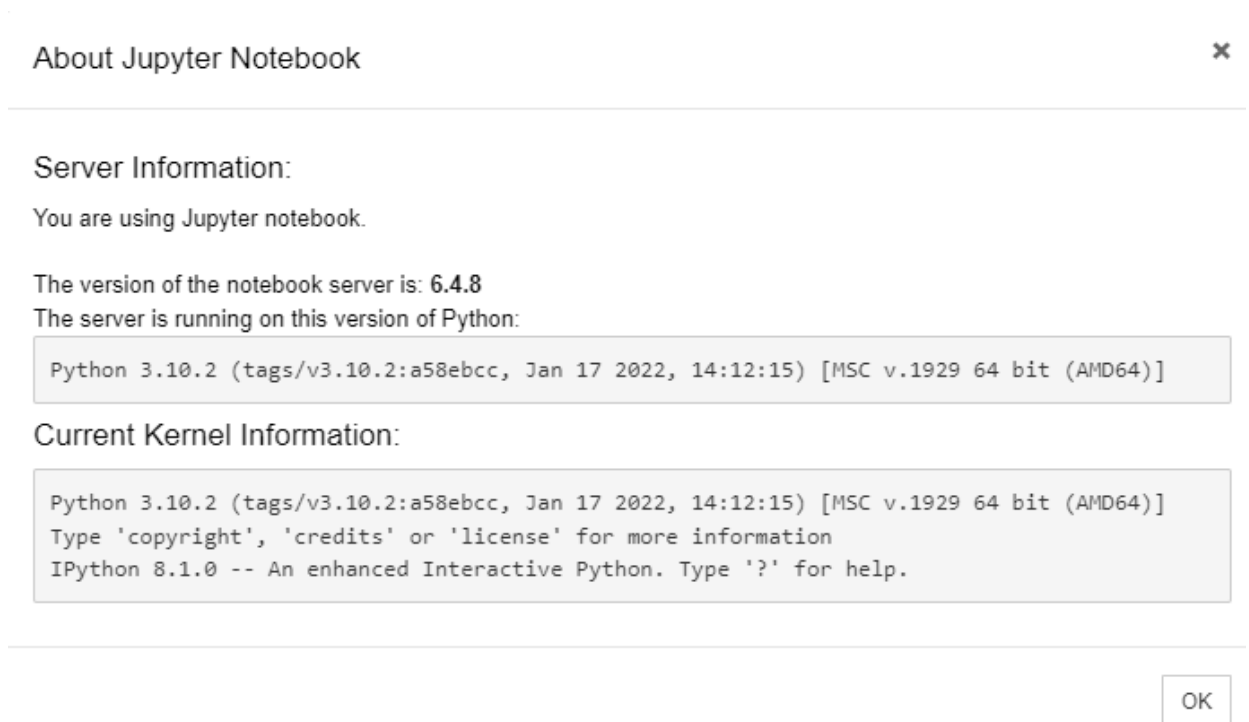 About Jupyter Notebook ×
Server Information:
You are using Jupyter notebook.
The version of the notebook server is: 6.4.8
The server is running on this version of Python:
Python 3.10.2 (tags/v3.10.2:a58ebcc, Jan 17 2022, 14:12:15) [MSC v.1929 64 bit (AMD64)]
Current Kernel Information:
Python 3.10.2 (tags/v3.10.2:a58ebcc, Jan 17 2022, 14:12:15) [MSC v.1929 64 bit (AMD64)]
Type 'copyright', 'credits' or 'license' for more information
IPython 8.1.0 -- An enhanced Interactive Python. Type '?' for help.
OK